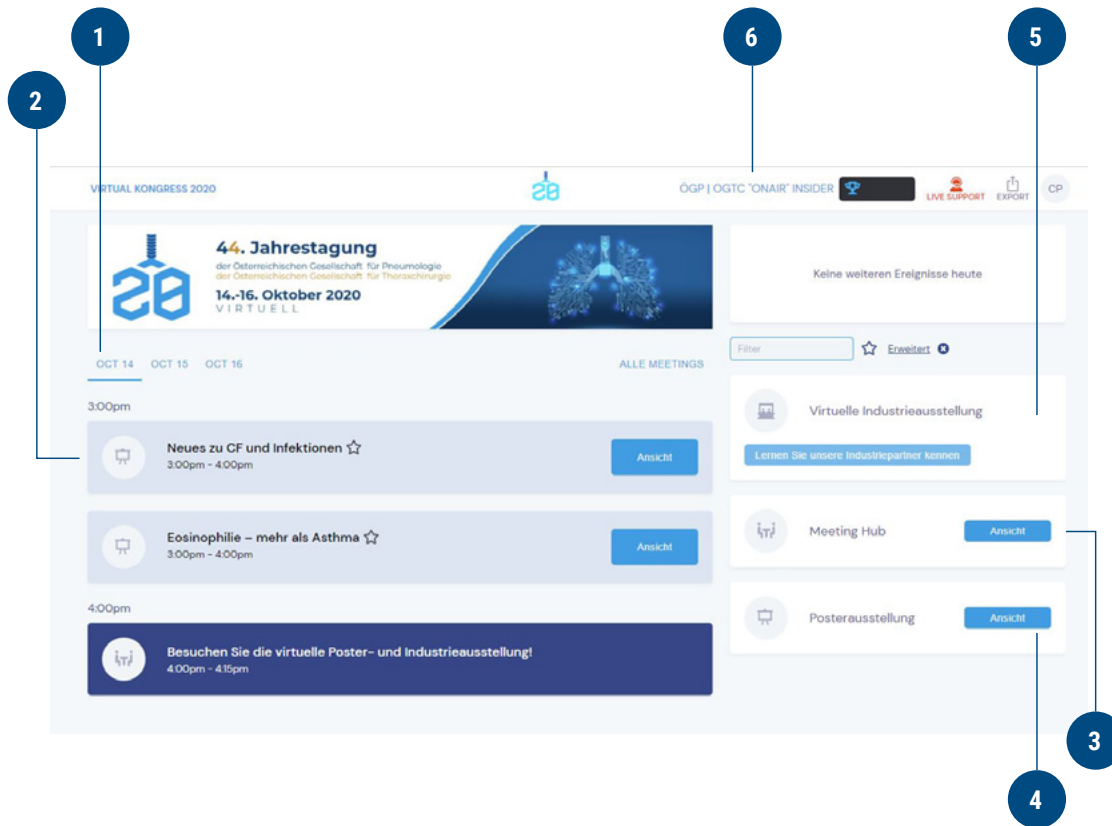 1
6
5
2
VIRTUAL KONGRESS 2020
20
ÖGP | OGTC "ONAIR" INSIDER
LIVE SUPPORT
EXPORT
CP
20
44. Jahrestagung
der Österreichischen Gesellschaft für Pneumologie
der Österreichischen Gesellschaft für Thoraxchirurgie
14.-16. Oktober 2020
VIRTUELL
Keine weiteren Ereignisse heute
OCT 14 OCT 15 OCT 16
ALLE MEETINGS
Filter
Erweitert
3:00pm
Neues zu CF und Infektionen
3:00pm - 4:00pm
Ansicht
Eosinophilie – mehr als Asthma
3:00pm - 4:00pm
Ansicht
4:00pm
Besuchen Sie die virtuelle Poster- und Industrieausstellung!
4:00pm - 4:15pm
Virtuelle Industrieausstellung
Lernen Sie unsere Industriepartner kennen
Meeting Hub
Ansicht
Posterausstellung
Ansicht
3
4